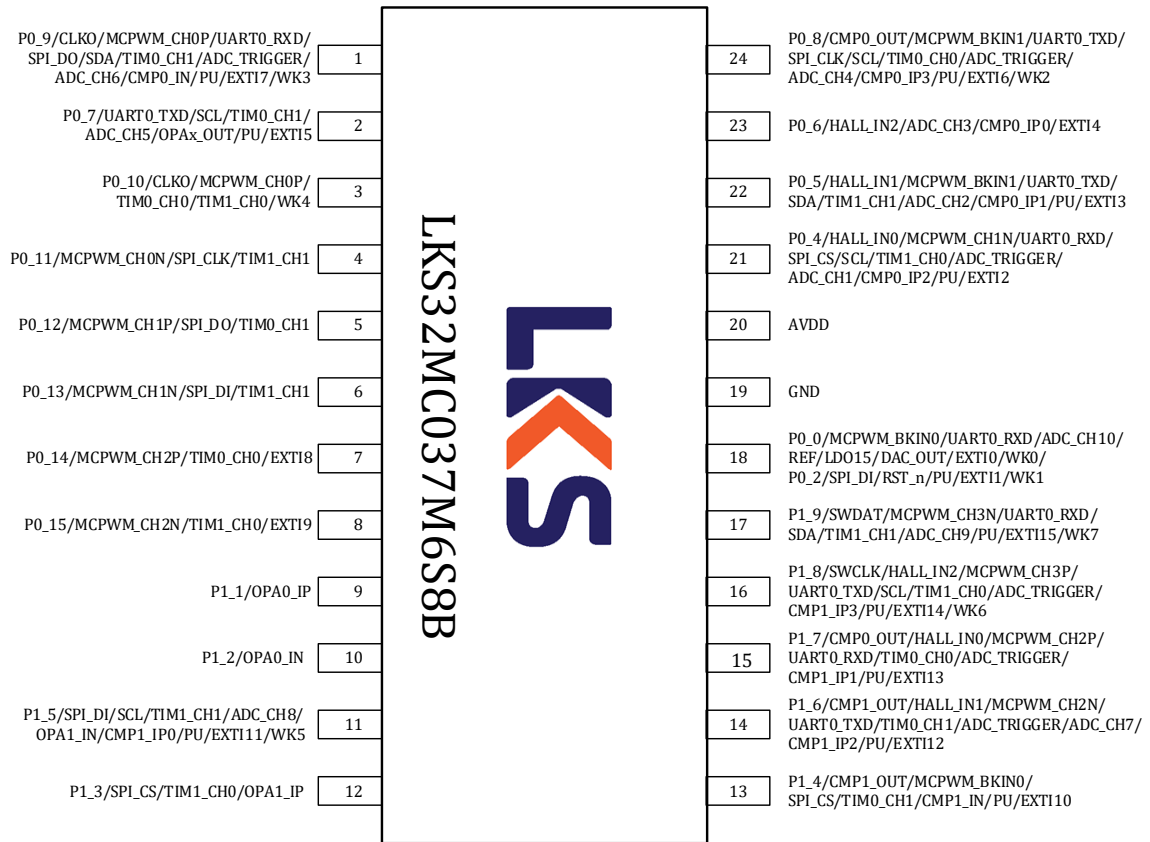 P0_9/CLKO/MCPWM_CH0P/UART0_RXD/
SPI_DO/SDA/TIM0_CH1/ADC_TRIGGER/
ADC_CH6/CMP0_IN/PU/EXTI7/WK3
1
P0_7/UART0_TXD/SCL/TIM0_CH1/
ADC_CH5/OPAx_OUT/PU/EXTI5
2
P0_10/CLKO/MCPWM_CH0P/
TIM0_CH0/TIM1_CH0/WK4
3
P0_11/MCPWM_CH0N/SPI_CLK/TIM1_CH1
4
P0_12/MCPWM_CH1P/SPI_DO/TIM0_CH1
5
P0_13/MCPWM_CH1N/SPI_DI/TIM1_CH1
6
P0_14/MCPWM_CH2P/TIM0_CH0/EXTI8
7
P0_15/MCPWM_CH2N/TIM1_CH0/EXTI9
8
P1_1/OPA0_IP
9
P1_2/OPA0_IN
10
P1_5/SPI_DI/SCL/TIM1_CH1/ADC_CH8/
OPA1_IN/CMP1_IP0/PU/EXTI11/WK5
11
P1_3/SPI_CS/TIM1_CH0/OPA1_IP
12
LKS32MC037M6S8B
LKS
24
P0_8/CMP0_OUT/MCPWM_BKIN1/UART0_TXD/
SPI_CLK/SCL/TIM0_CH0/ADC_TRIGGER/
ADC_CH4/CMP0_IP3/PU/EXTI6/WK2
23
P0_6/HALL_IN2/ADC_CH3/CMP0_IP0/EXTI4
22
P0_5/HALL_IN1/MCPWM_BKIN1/UART0_TXD/
SDA/TIM1_CH1/ADC_CH2/CMP0_IP1/PU/EXTI3
21
P0_4/HALL_IN0/MCPWM_CH1N/UART0_RXD/
SPI_CS/SCL/TIM1_CH0/ADC_TRIGGER/
ADC_CH1/CMP0_IP2/PU/EXTI2
20
AVDD
19
GND
18
P0_0/MCPWM_BKIN0/UART0_RXD/ADC_CH10/
REF/LDO15/DAC_OUT/EXTI0/WK0/
P0_2/SPI_DI/RST_n/PU/EXTI1/WK1
17
P1_9/SWDAT/MCPWM_CH3N/UART0_RXD/
SDA/TIM1_CH1/ADC_CH9/PU/EXTI15/WK7
16
P1_8/SWCLK/HALL_IN2/MCPWM_CH3P/
UART0_TXD/SCL/TIM1_CH0/ADC_TRIGGER/
CMP1_IP3/PU/EXTI14/WK6
15
P1_7/CMP0_OUT/HALL_IN0/MCPWM_CH2P/
UART0_RXD/TIM0_CH0/ADC_TRIGGER/
CMP1_IP1/PU/EXTI13
14
P1_6/CMP1_OUT/HALL_IN1/MCPWM_CH2N/
UART0_TXD/TIM0_CH1/ADC_TRIGGER/ADC_CH7/
CMP1_IP2/PU/EXTI12
13
P1_4/CMP1_OUT/MCPWM_BKIN0/
SPI_CS/TIM0_CH1/CMP1_IN/PU/EXTI10